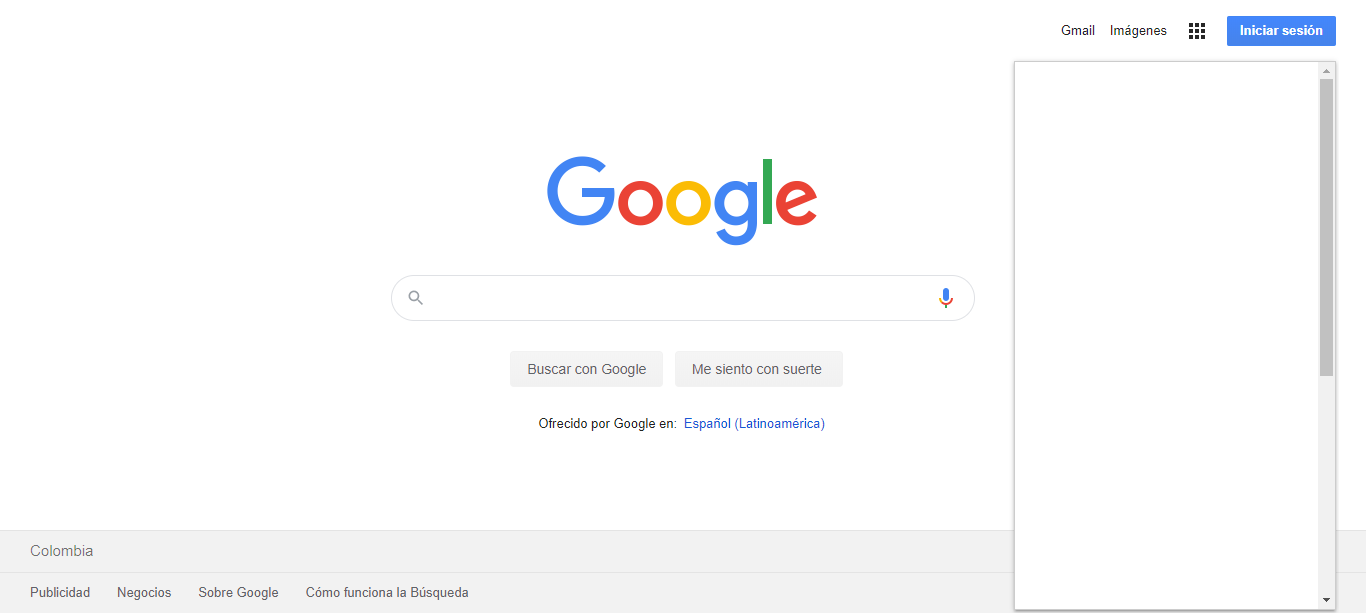 Gmail Imágenes Iniciar sesión
Google
Buscar con Google Me siento con suerte
Ofrecido por Google en: Español (Latinoamérica)
Colombia
Publicidad Negocios Sobre Google Cómo funciona la Búsqueda